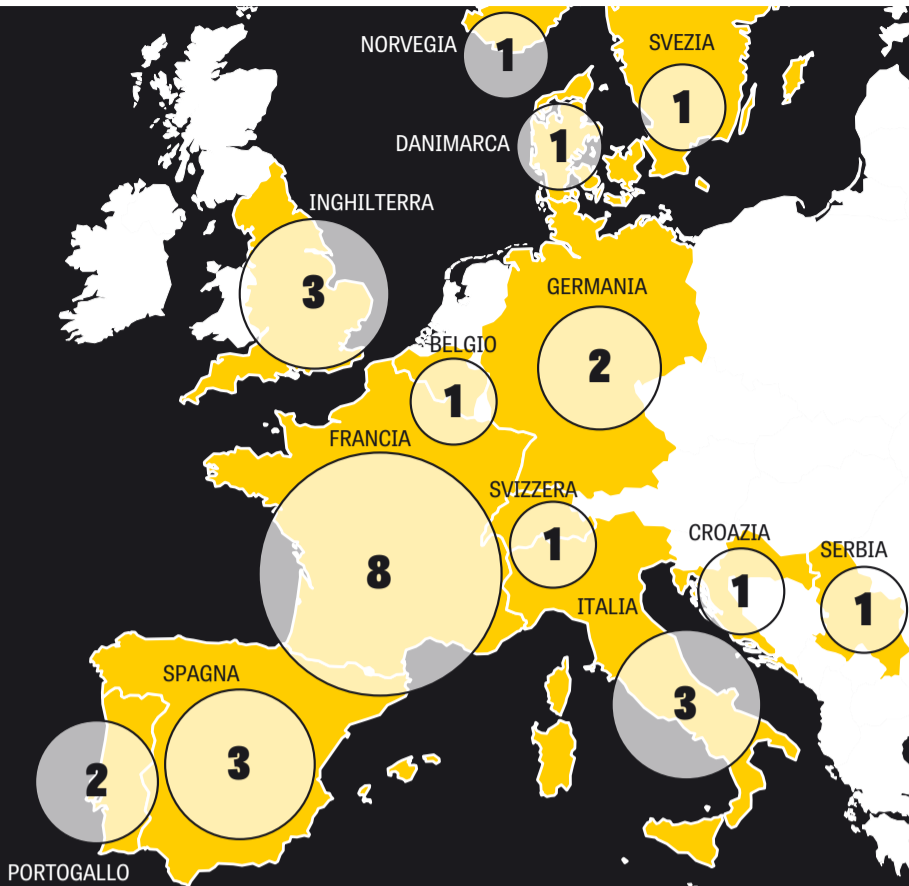 NORVEGIA
1
SVEZIA
1
DANIMARCA
1
INGHILTERRA
3
GERMANIA
2
BELGIO
1
FRANCIA
8
SVIZZERA
1
CROAZIA
1
SERBIA
1
ITALIA
3
SPAGNA
3
2
PORTOGALLO